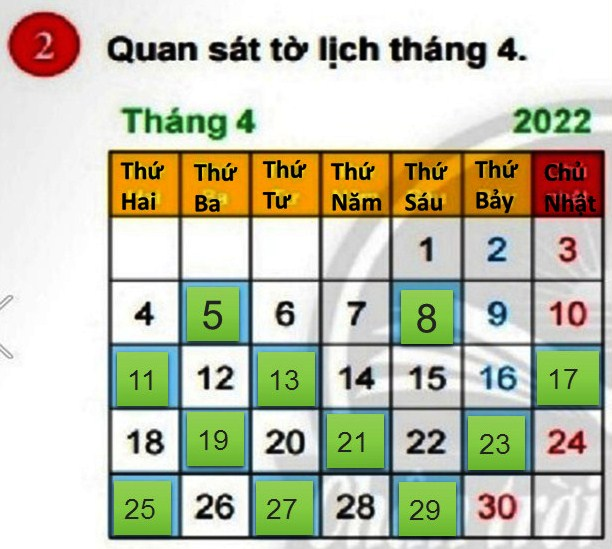 2 Quan sát tờ lịch tháng 4.
Tháng 4 2022
Thứ Hai Thứ Ba Thứ Tư Thứ Năm Thứ Sáu Thứ Bảy Chủ Nhật
1 2 3
4 5 6 7 8 9 10
11 12 13 14 15 16 17
18 19 20 21 22 23 24
25 26 27 28 29 30